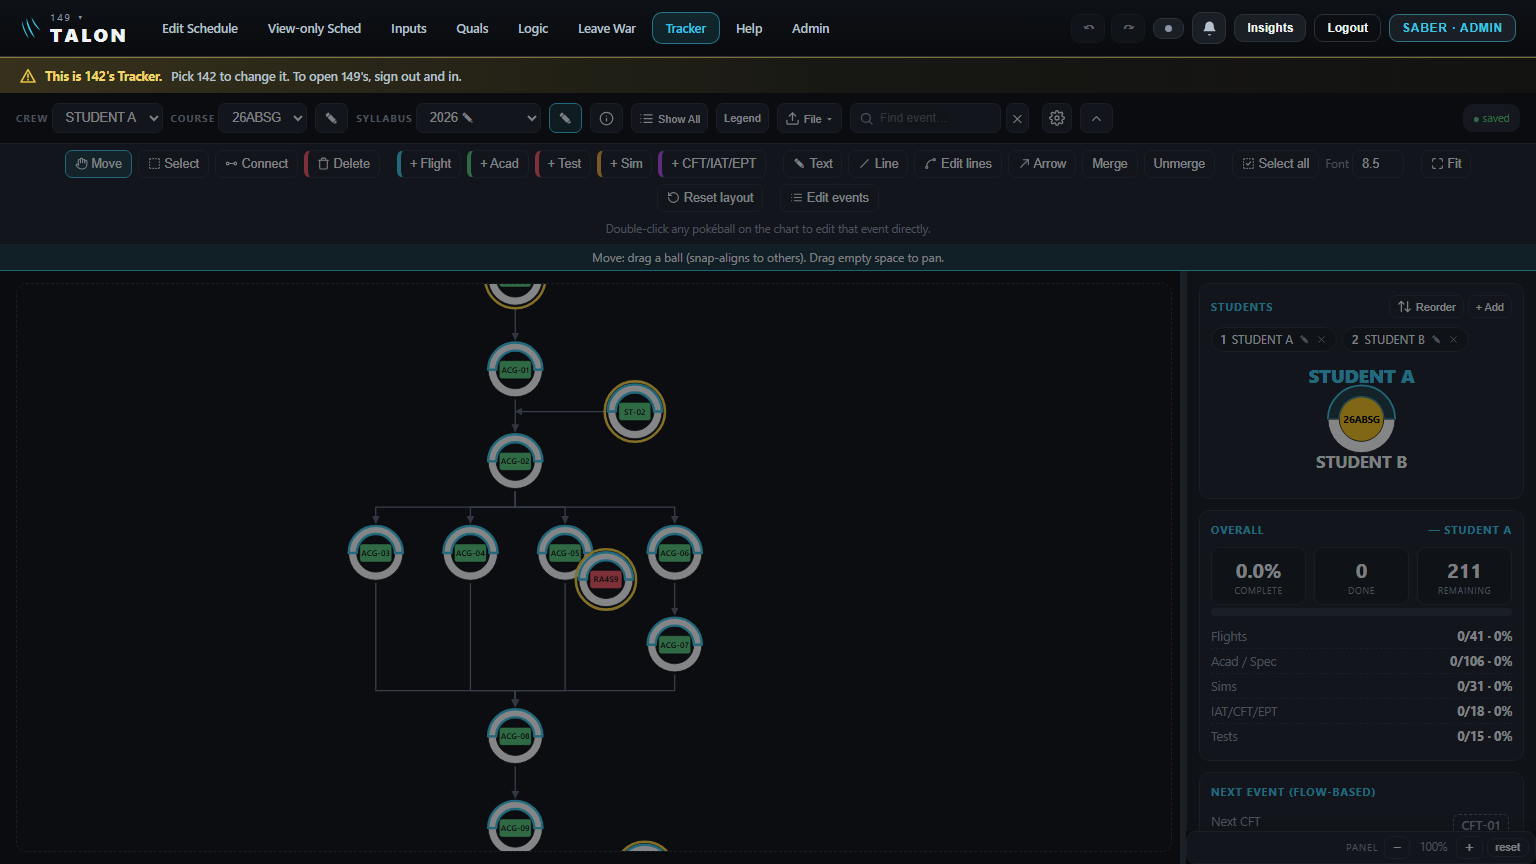 149
TALON
Edit Schedule
View-only Sched
Inputs
Quals
Logic
Leave War
Tracker
Help
Admin
Insights
Logout
SABER · ADMIN
This is 142's Tracker. Pick 142 to change it. To open 149's, sign out and in.
CREW
STUDENT A
COURSE
26ABSG
SYLLABUS
2026
Show All
Legend
File
Find event...
saved
Move
Select
Connect
Delete
+ Flight
+ Acad
+ Test
+ Sim
+ CFT/IAT/EPT
Text
Line
Edit lines
Arrow
Merge
Unmerge
Select all
Font
8.5
Fit
Reset layout
Edit events
Double-click any pokéball on the chart to edit that event directly.
Move: drag a ball (snap-aligns to others). Drag empty space to pan.
ACG-01
ST-02
ACG-02
ACG-03
ACG-04
ACG-05
ACG-06
RA4S9
ACG-07
ACG-08
ACG-09
STUDENTS
Reorder
+ Add
1 STUDENT A
2 STUDENT B
STUDENT A
26ABSG
STUDENT B
OVERALL
— STUDENT A
0.0%
COMPLETE
0
DONE
211
REMAINING
Flights
0/41 · 0%
Acad / Spec
0/106 · 0%
Sims
0/31 · 0%
IAT/CFT/EPT
0/18 · 0%
Tests
0/15 · 0%
NEXT EVENT (FLOW-BASED)
Next CFT
CFT-01
PANEL
−
100%
+
reset